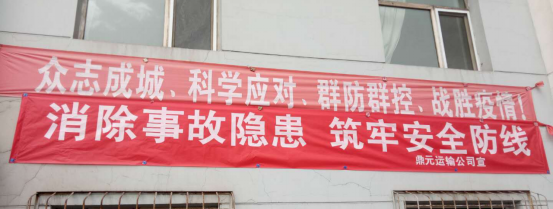 众志成城、科学应对、群防群控、战胜疫情！
消除事故隐患 筑牢安全防线
鼎元运输公司宣